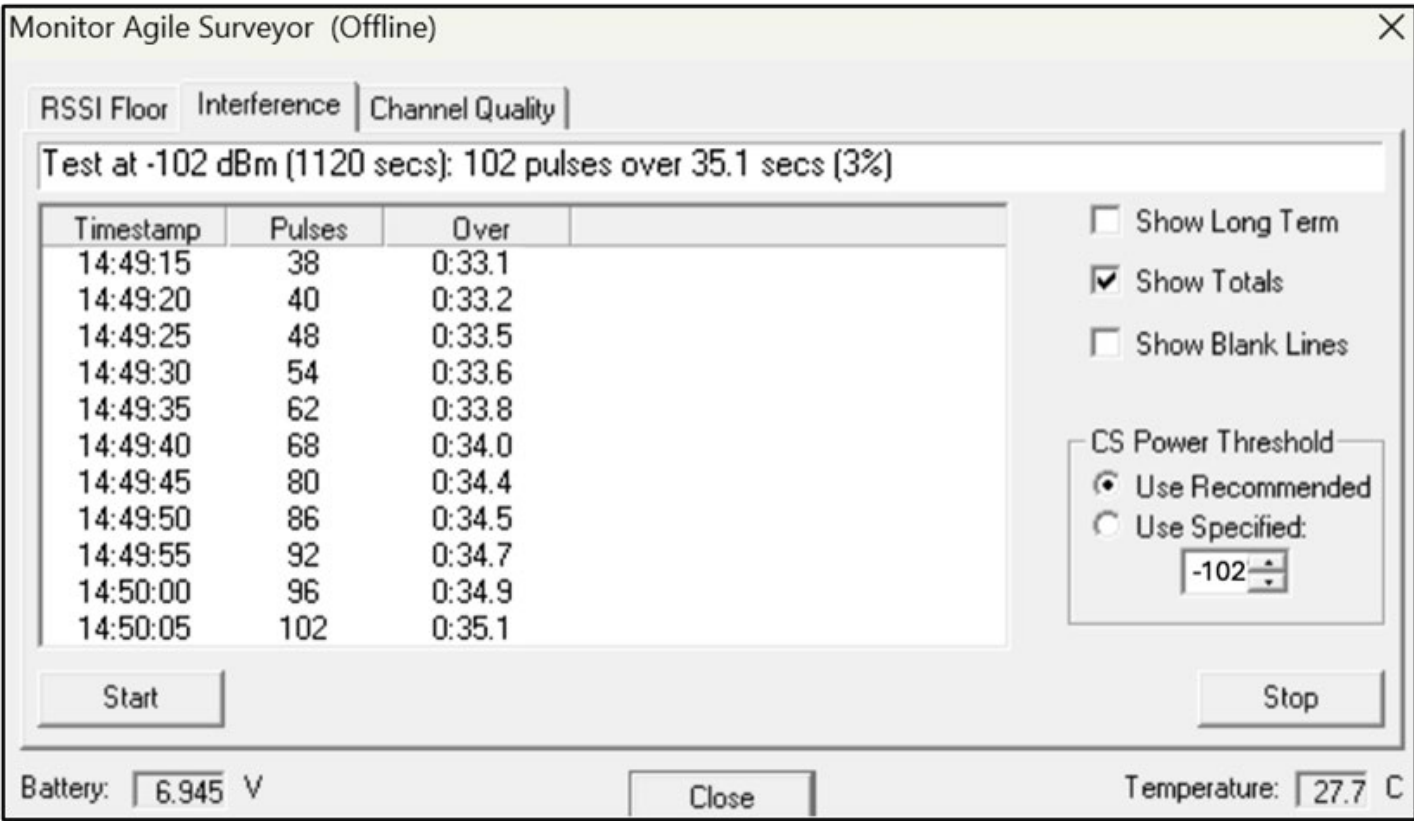 Monitor Agile Surveyor (Offline)
RSSI Floor Interference Channel Quality
Test at -102 dBm (1120 secs): 102 pulses over 35.1 secs (3%)
Timestamp Pulses Over
14:49:15 38 0:33.1
14:49:20 40 0:33.2
14:49:25 48 0:33.5
14:49:30 54 0:33.6
14:49:35 62 0:33.8
14:49:40 68 0:34.0
14:49:45 80 0:34.4
14:49:50 86 0:34.5
14:49:55 92 0:34.7
14:50:00 96 0:34.9
14:50:05 102 0:35.1
Show Long Term
Show Totals
Show Blank Lines
CS Power Threshold
Use Recommended
Use Specified:
-102
Start
Stop
Battery: 6.945 V
Close
Temperature: 27.7 C